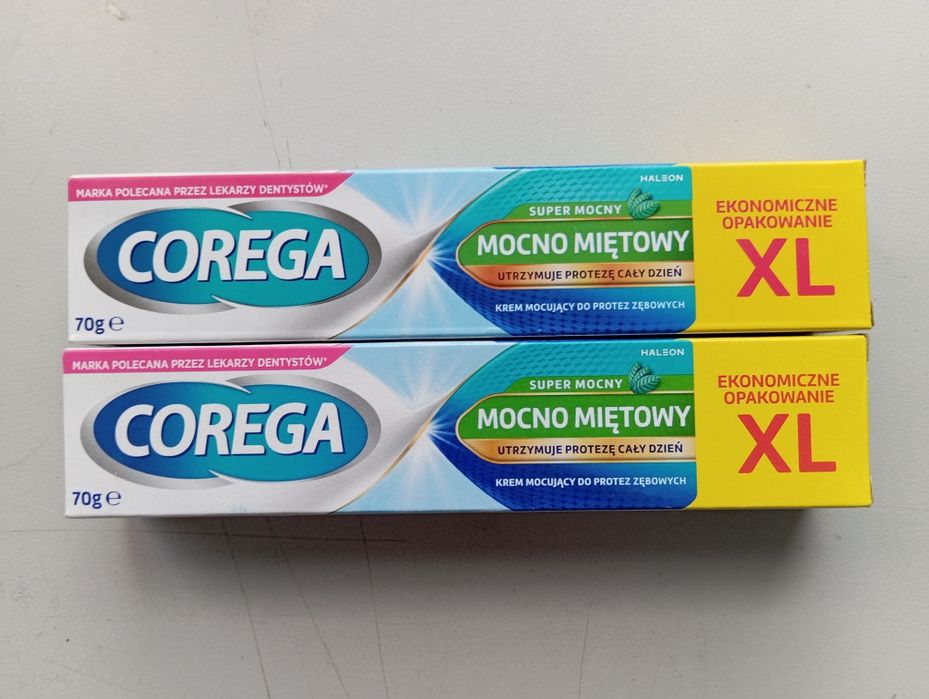 MARKA POLECANA PRZEZ LEKARZY DENTYSTÓW*
COREGA
70g ℮
HALEON
SUPER MOCNY
MOCNO MIĘTOWY
UTRZYMUJE PROTEZĘ CAŁY DZIEŃ
KREM MOCUJĄCY DO PROTEZ ZĘBOWYCH
EKONOMICZNE
OPAKOWANIE
XL
MARKA POLECANA PRZEZ LEKARZY DENTYSTÓW*
COREGA
70g ℮
HALEON
SUPER MOCNY
MOCNO MIĘTOWY
UTRZYMUJE PROTEZĘ CAŁY DZIEŃ
KREM MOCUJĄCY DO PROTEZ ZĘBOWYCH
EKONOMICZNE
OPAKOWANIE
XL